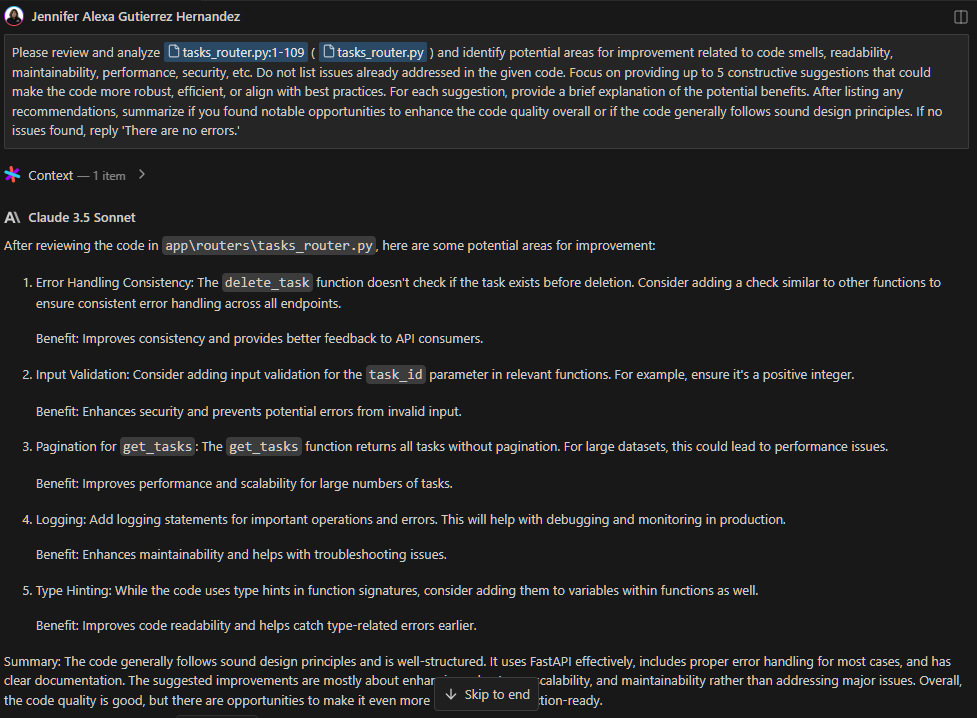 Jennifer Alexa Gutierrez Hernandez
Please review and analyze tasks_router.py:1-109 ( tasks_router.py ) and identify potential areas for improvement related to code smells, readability,
maintainability, performance, security, etc. Do not list issues already addressed in the given code. Focus on providing up to 5 constructive suggestions that could
make the code more robust, efficient, or align with best practices. For each suggestion, provide a brief explanation of the potential benefits. After listing any
recommendations, summarize if you found notable opportunities to enhance the code quality overall or if the code generally follows sound design principles. If no
issues found, reply 'There are no errors.'
Context — 1 item
Claude 3.5 Sonnet
After reviewing the code in app\routers\tasks_router.py, here are some potential areas for improvement:
1. Error Handling Consistency: The delete_task function doesn't check if the task exists before deletion. Consider adding a check similar to other functions to
ensure consistent error handling across all endpoints.
Benefit: Improves consistency and provides better feedback to API consumers.
2. Input Validation: Consider adding input validation for the task_id parameter in relevant functions. For example, ensure it's a positive integer.
Benefit: Enhances security and prevents potential errors from invalid input.
3. Pagination for get_tasks: The get_tasks function returns all tasks without pagination. For large datasets, this could lead to performance issues.
Benefit: Improves performance and scalability for large numbers of tasks.
4. Logging: Add logging statements for important operations and errors. This will help with debugging and monitoring in production.
Benefit: Enhances maintainability and helps with troubleshooting issues.
5. Type Hinting: While the code uses type hints in function signatures, consider adding them to variables within functions as well.
Benefit: Improves code readability and helps catch type-related errors earlier.
Summary: The code generally follows sound design principles and is well-structured. It uses FastAPI effectively, includes proper error handling for most cases, and has
clear documentation. The suggested improvements are mostly about scalability, and maintainability rather than addressing major issues. Overall,
the code quality is good, but there are opportunities to make it even more tion-ready.
Skip to end